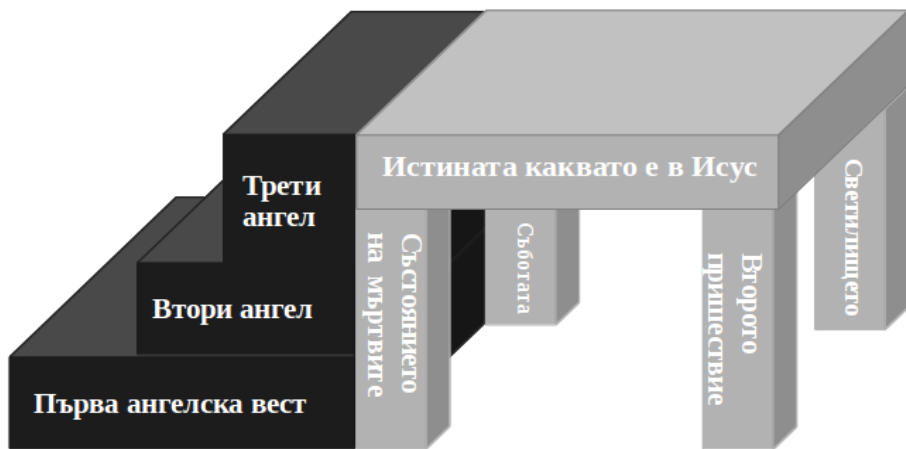 Истината каквато е в Исус
Трети
ангел
Втори ангел
Първа ангелска вест
Състоянието
на мъртвите
Съботата
Второто
пришествие
Светилището